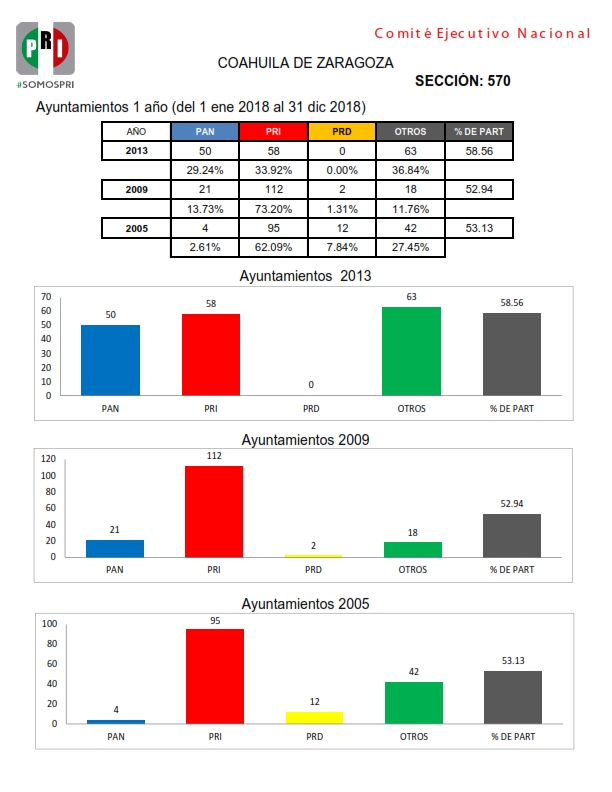 Comité Ejecutivo Nacional
PRI
#SOMOSPRI
COAHUILA DE ZARAGOZA
SECCIÓN: 570
Ayuntamientos 1 año (del 1 ene 2018 al 31 dic 2018)
AÑO PAN PRI PRD OTROS % DE PART
2013 50 58 0 63 58.56
29.24% 33.92% 0.00% 36.84%
2009 21 112 2 18 52.94
13.73% 73.20% 1.31% 11.76%
2005 4 95 12 42 53.13
2.61% 62.09% 7.84% 27.45%
Ayuntamientos 2013
70
60
50
40
30
20
10
0
50 58 0 63 58.56
PAN PRI PRD OTROS % DE PART
Ayuntamientos 2009
120
100
80
60
40
20
0
21 112 2 18 52.94
PAN PRI PRD OTROS % DE PART
Ayuntamientos 2005
100
80
60
40
20
0
4 95 12 42 53.13
PAN PRI PRD OTROS % DE PART